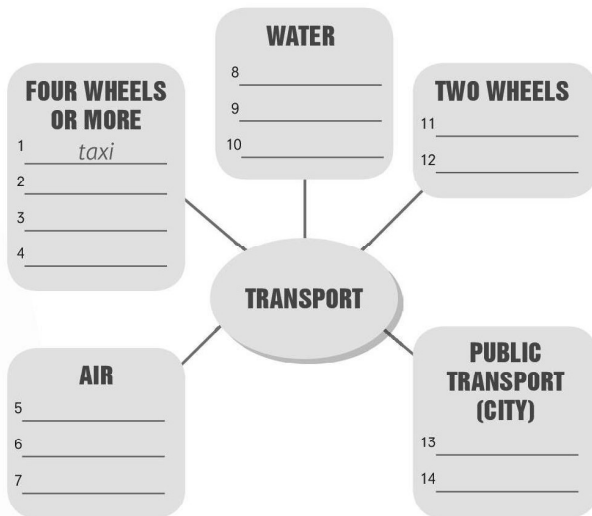 WATER
8
9
10
FOUR WHEELS
OR MORE
1 taxi
2
3
4
TWO WHEELS
11
12
TRANSPORT
AIR
5
6
7
PUBLIC
TRANSPORT
(CITY)
13
14